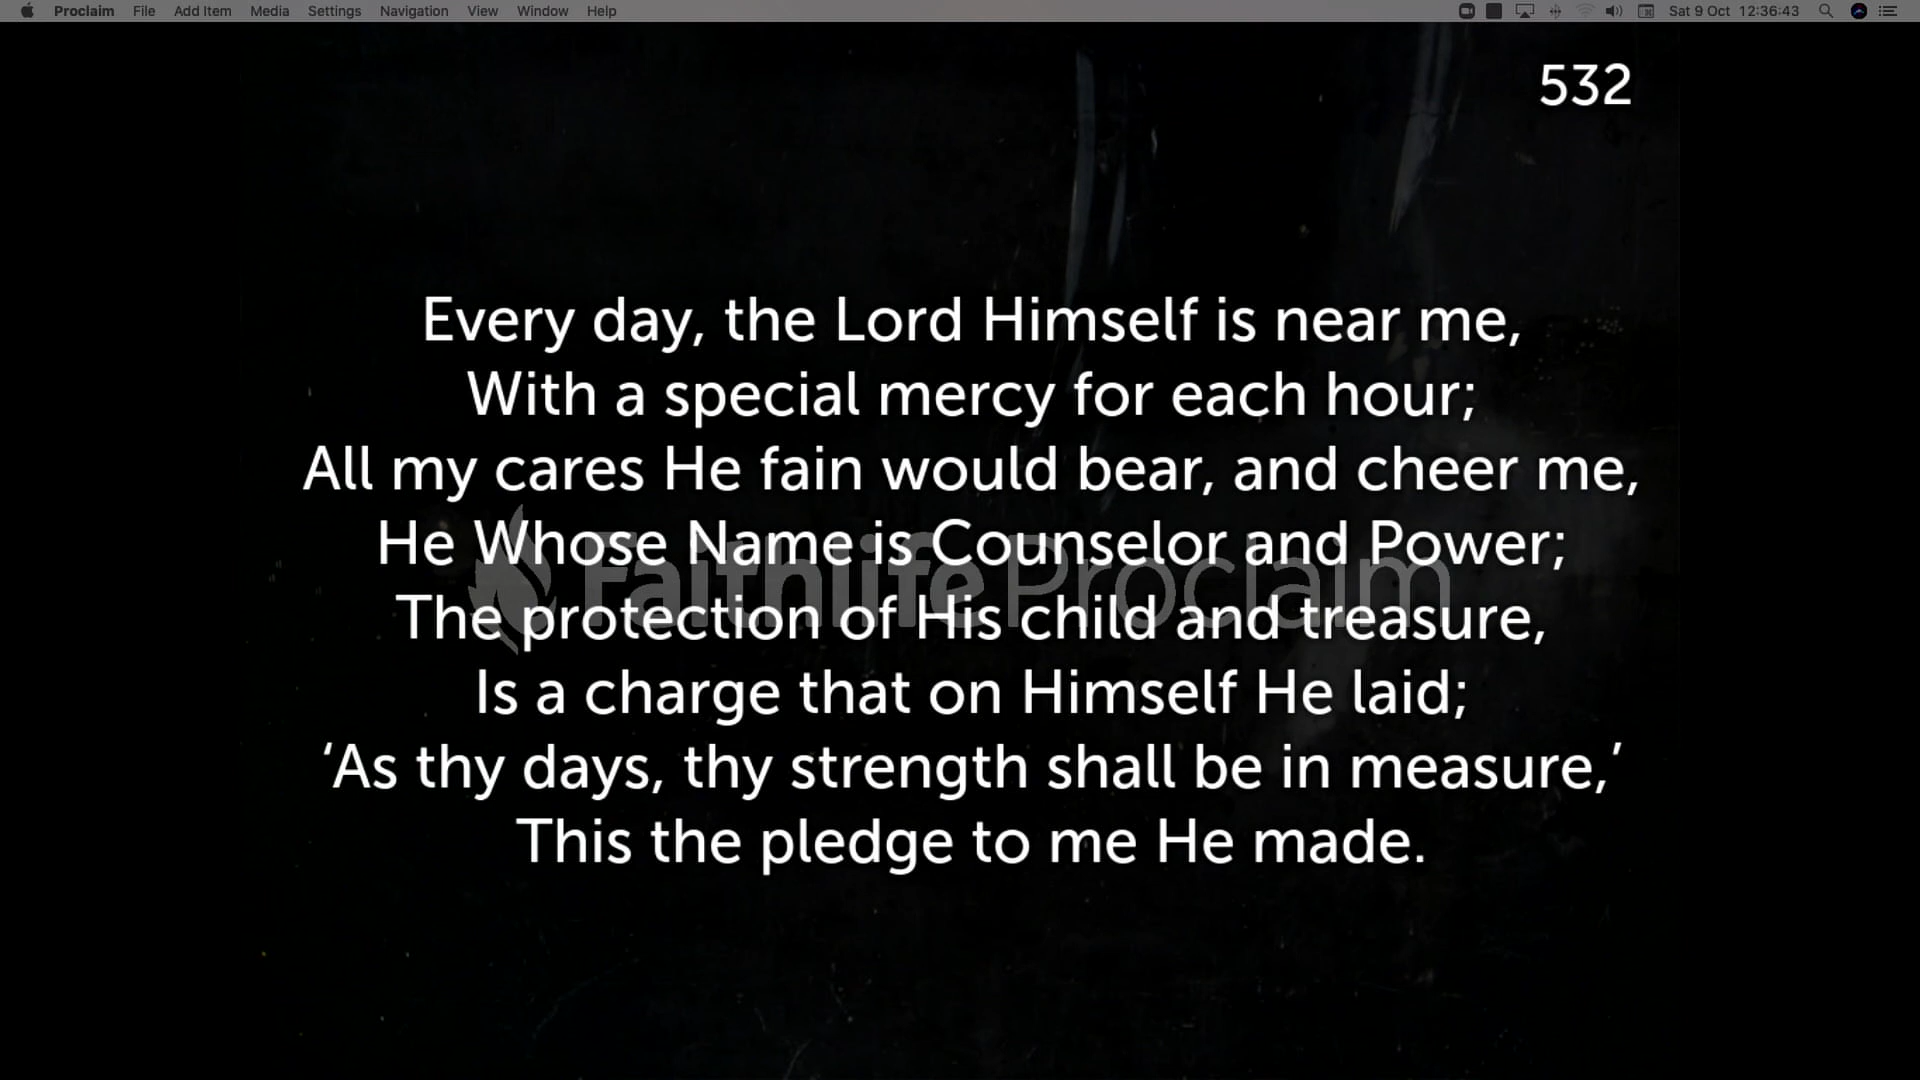 Proclaim File Add Item Media Settings Navigation View Window Help Sat 9 Oct 12:36:43
532
Every day, the Lord Himself is near me,
With a special mercy for each hour;
All my cares He fain would bear, and cheer me,
He Whose Name is Counselor and Power;
Faithlife Proclaim
The protection of His child and treasure,
Is a charge that on Himself He laid;
‘As thy days, thy strength shall be in measure,’
This the pledge to me He made.